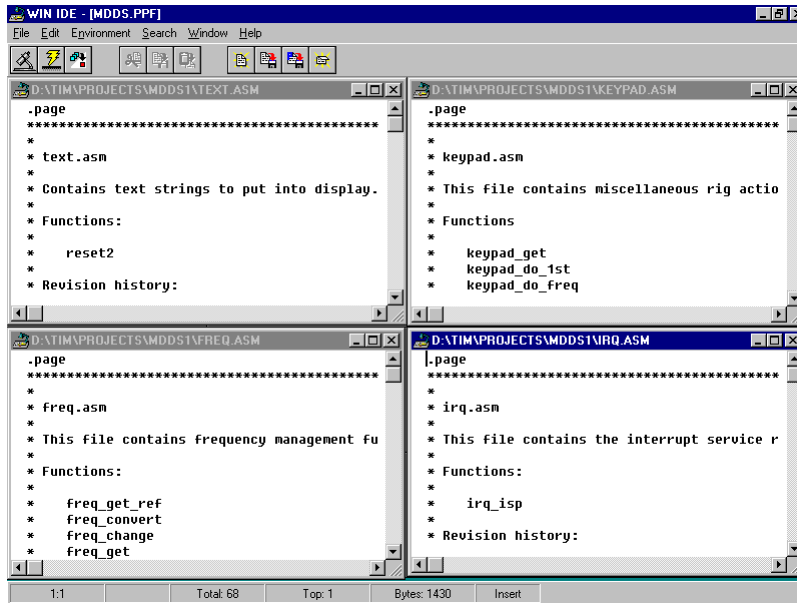 WIN IDE - [MDDS.PPF]
File Edit Environment Search Window Help
D:\TIM\PROJECTS\MDDS1\TEXT.ASM
.page
********************************************
*
* text.asm
*
* Contains text strings to put into display.
*
* Functions:
*
*    reset2
*
* Revision history:
D:\TIM\PROJECTS\MDDS1\KEYPAD.ASM
.page
********************************************
*
* keypad.asm
*
* This file contains miscellaneous rig actio
*
* Functions
*
*    keypad_get
*    keypad_do_1st
*    keypad_do_freq
D:\TIM\PROJECTS\MDDS1\FREQ.ASM
.page
********************************************
*
* freq.asm
*
* This file contains frequency management fu
*
* Functions:
*
*    freq_get_ref
*    freq_convert
*    freq_change
*    freq_get
D:\TIM\PROJECTS\MDDS1\IRQ.ASM
.page
********************************************
*
* irq.asm
*
* This file contains the interrupt service r
*
* Functions:
*
*    irq_isp
*
* Revision history:
1:1 Total: 68 Top: 1 Bytes: 1430 Insert